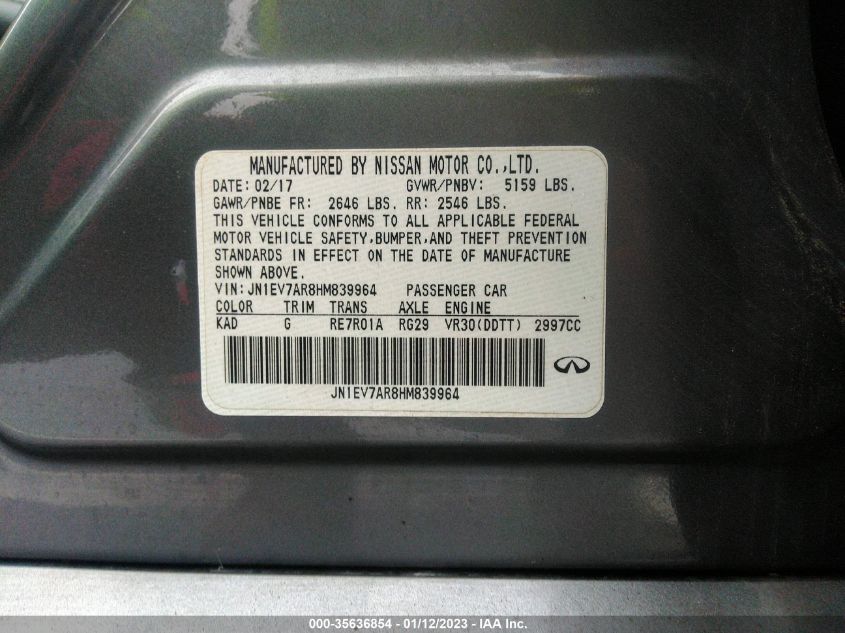 MANUFACTURED BY NISSAN MOTOR CO.,LTD.
DATE: 02/17 GVWR/PNBV: 5159 LBS.
GAWR/PNBE FR: 2646 LBS. RR: 2546 LBS.
THIS VEHICLE CONFORMS TO ALL APPLICABLE FEDERAL
MOTOR VEHICLE SAFETY,BUMPER,AND THEFT PREVENTION
STANDARDS IN EFFECT ON THE DATE OF MANUFACTURE
SHOWN ABOVE.
VIN: JN1EV7AR8HM839964 PASSENGER CAR
COLOR TRIM TRANS AXLE ENGINE
KAD G RE7R01A RG29 VR30(DDTT) 2997CC
JN1EV7AR8HM839964
000-35636854 - 01/12/2023 - IAA Inc.